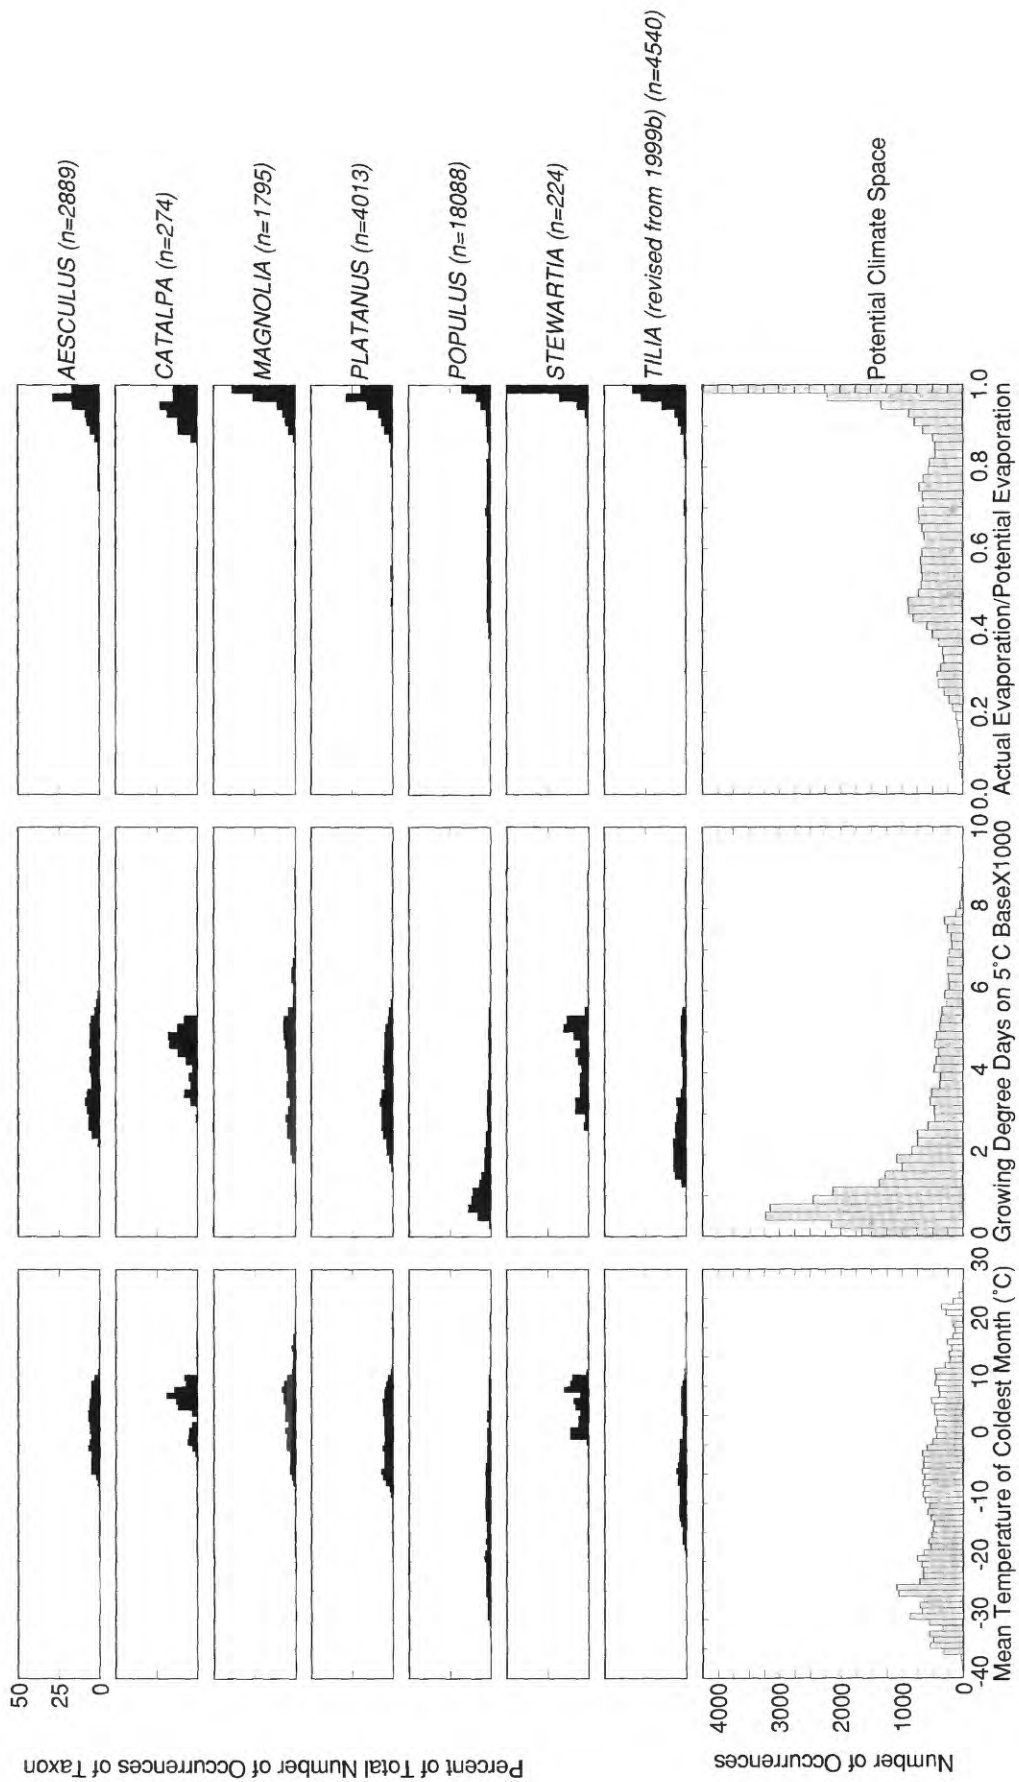 Percent of Total Number of Occurrences of Taxon
50
25
0
AESCULUS (n=2889)
CATALPA (n=274)
MAGNOLIA (n=1795)
PLATANUS (n=4013)
POPULUS (n=18088)
STEWARTIA (n=224)
TILIA (revised from 1999b) (n=4540)
Number of Occurrences
4000
3000
2000
1000
0
Potential Climate Space
-40 -30 -20 -10 0 10 20 30
Mean Temperature of Coldest Month (°C)
0 2 4 6 8 10
Growing Degree Days on 5°C BaseX1000
0.0 0.2 0.4 0.6 0.8 1.0
Actual Evaporation/Potential Evaporation